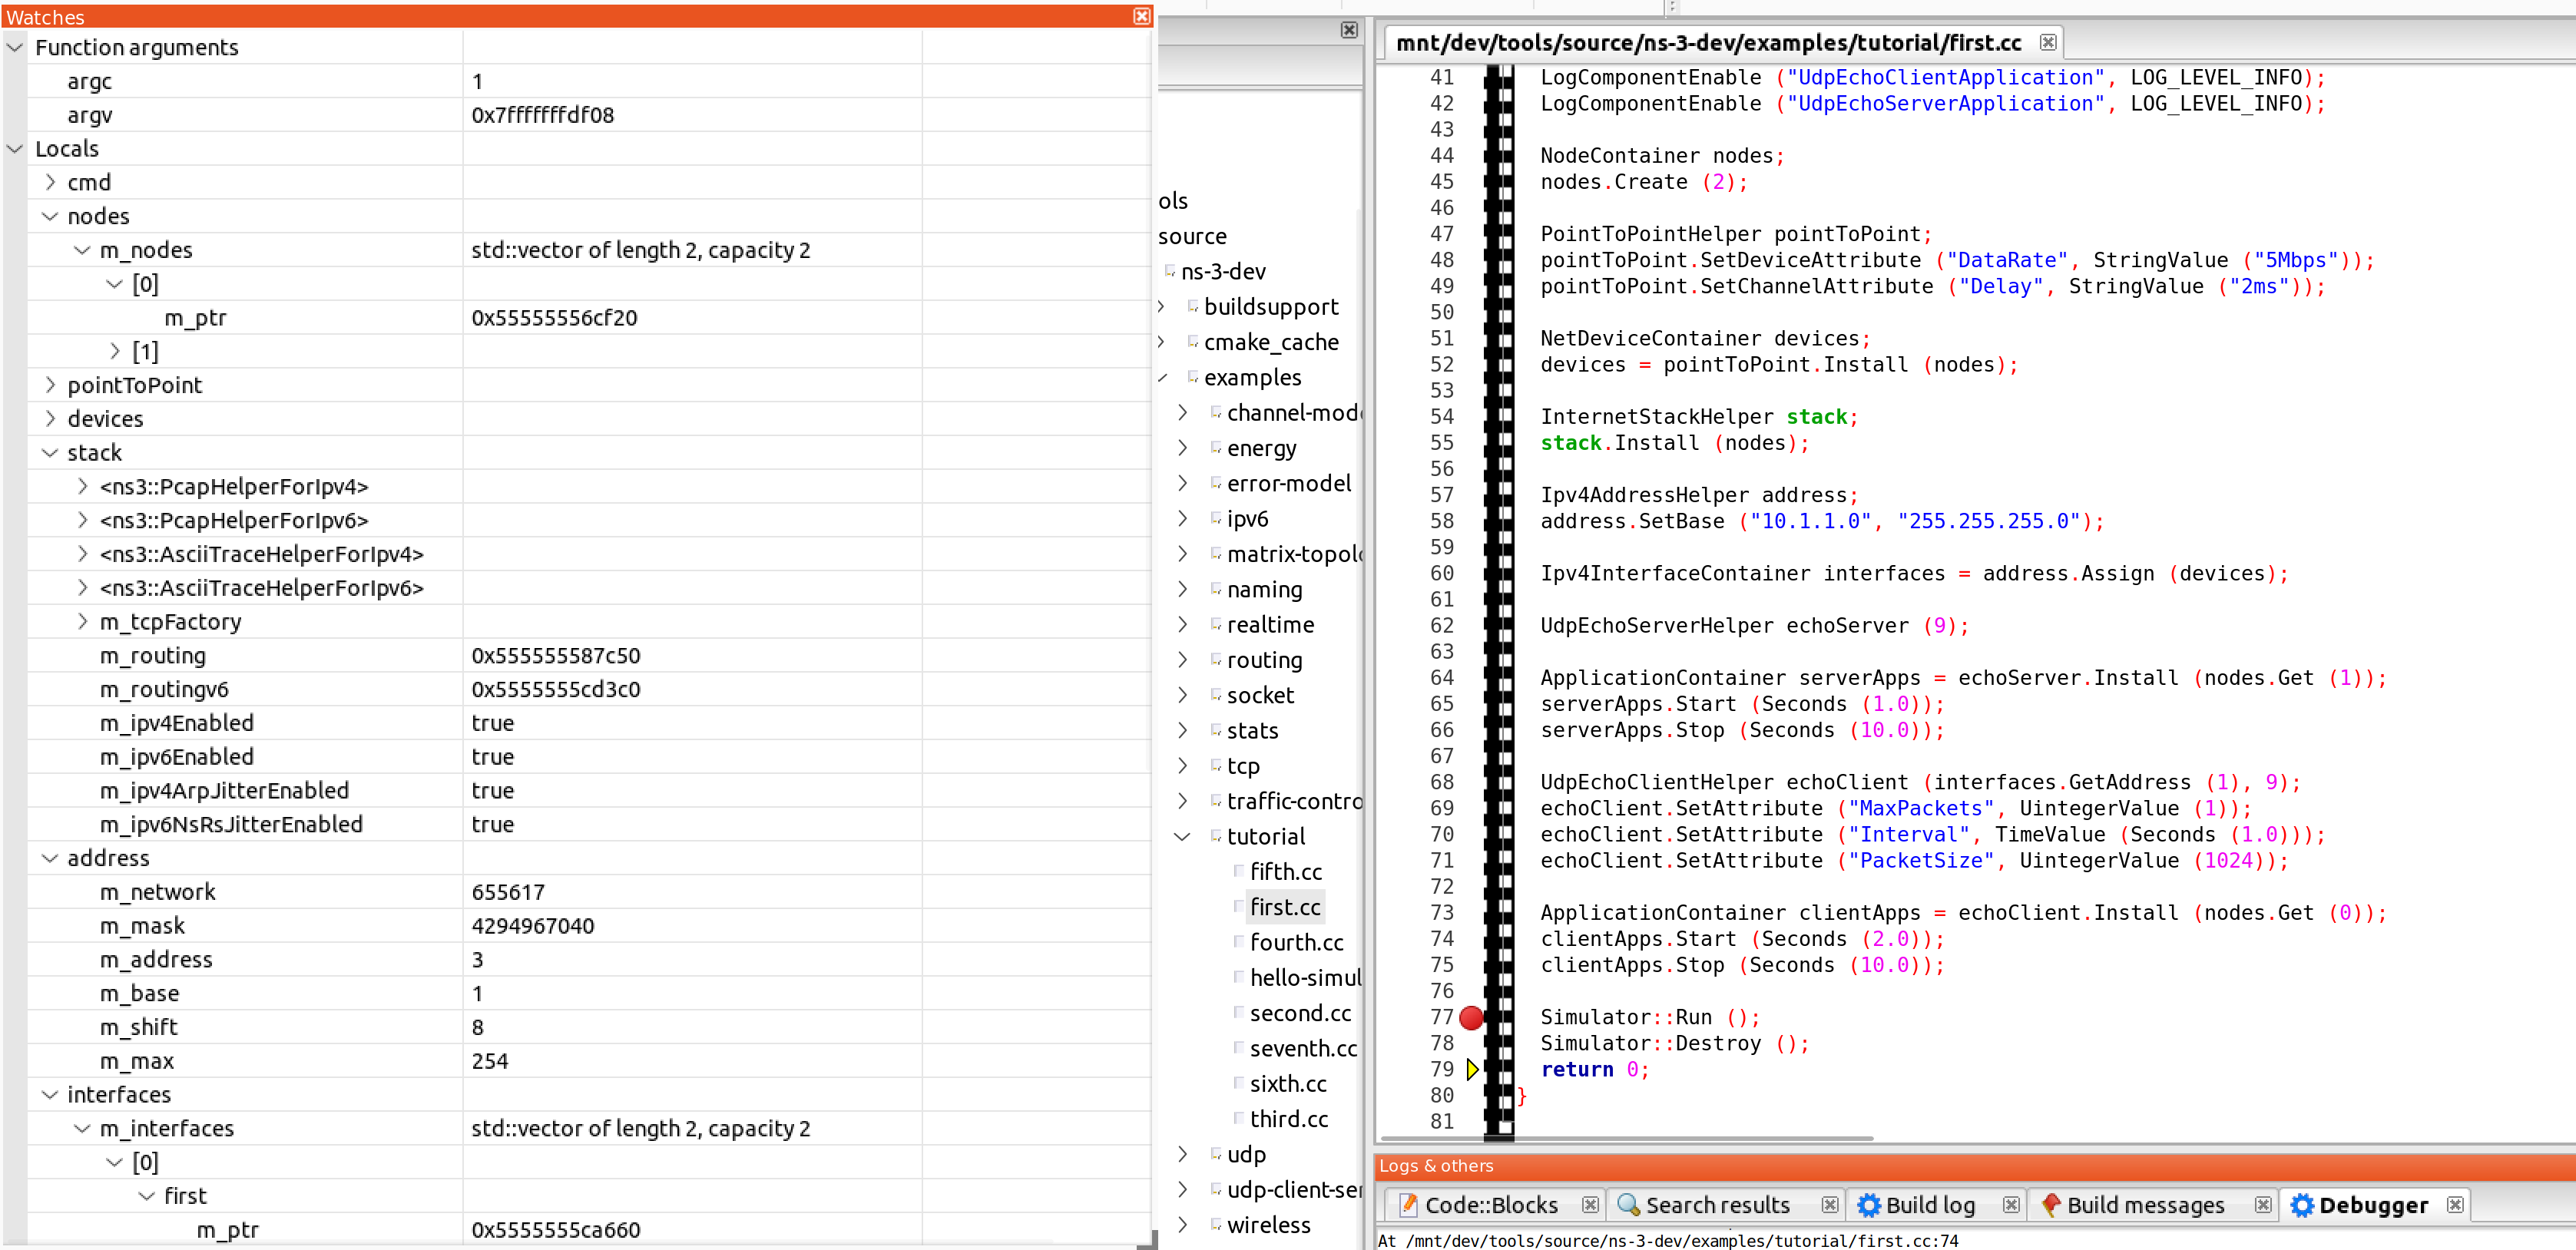 Watches
Function arguments
argc 1
argv 0x7fffffffdf08
Locals
cmd
nodes
m_nodes std::vector of length 2, capacity 2
[0]
m_ptr 0x55555556cf20
[1]
pointToPoint
devices
stack
<ns3::PcapHelperForIpv4>
<ns3::PcapHelperForIpv6>
<ns3::AsciiTraceHelperForIpv4>
<ns3::AsciiTraceHelperForIpv6>
m_tcpFactory
m_routing 0x555555587c50
m_routingv6 0x5555555cd3c0
m_ipv4Enabled true
m_ipv6Enabled true
m_ipv4ArpJitterEnabled true
m_ipv6NsRsJitterEnabled true
address
m_network 655617
m_mask 4294967040
m_address 3
m_base 1
m_shift 8
m_max 254
interfaces
m_interfaces std::vector of length 2, capacity 2
[0]
first
m_ptr 0x5555555ca660
ols
source
ns-3-dev
buildsupport
cmake_cache
examples
channel-mode
energy
error-model
ipv6
matrix-topolo
naming
realtime
routing
socket
stats
tcp
traffic-contro
tutorial
fifth.cc
first.cc
fourth.cc
hello-simul
second.cc
seventh.cc
sixth.cc
third.cc
udp
udp-client-ser
wireless
mnt/dev/tools/source/ns-3-dev/examples/tutorial/first.cc
41 LogComponentEnable ("UdpEchoClientApplication", LOG_LEVEL_INFO);
42 LogComponentEnable ("UdpEchoServerApplication", LOG_LEVEL_INFO);
43
44 NodeContainer nodes;
45 nodes.Create (2);
46
47 PointToPointHelper pointToPoint;
48 pointToPoint.SetDeviceAttribute ("DataRate", StringValue ("5Mbps"));
49 pointToPoint.SetChannelAttribute ("Delay", StringValue ("2ms"));
50
51 NetDeviceContainer devices;
52 devices = pointToPoint.Install (nodes);
53
54 InternetStackHelper stack;
55 stack.Install (nodes);
56
57 Ipv4AddressHelper address;
58 address.SetBase ("10.1.1.0", "255.255.255.0");
59
60 Ipv4InterfaceContainer interfaces = address.Assign (devices);
61
62 UdpEchoServerHelper echoServer (9);
63
64 ApplicationContainer serverApps = echoServer.Install (nodes.Get (1));
65 serverApps.Start (Seconds (1.0));
66 serverApps.Stop (Seconds (10.0));
67
68 UdpEchoClientHelper echoClient (interfaces.GetAddress (1), 9);
69 echoClient.SetAttribute ("MaxPackets", UintegerValue (1));
70 echoClient.SetAttribute ("Interval", TimeValue (Seconds (1.0)));
71 echoClient.SetAttribute ("PacketSize", UintegerValue (1024));
72
73 ApplicationContainer clientApps = echoClient.Install (nodes.Get (0));
74 clientApps.Start (Seconds (2.0));
75 clientApps.Stop (Seconds (10.0));
76
77 Simulator::Run ();
78 Simulator::Destroy ();
79 return 0;
80 }
81
Logs & others
Code::Blocks Search results Build log Build messages Debugger
At /mnt/dev/tools/source/ns-3-dev/examples/tutorial/first.cc:74